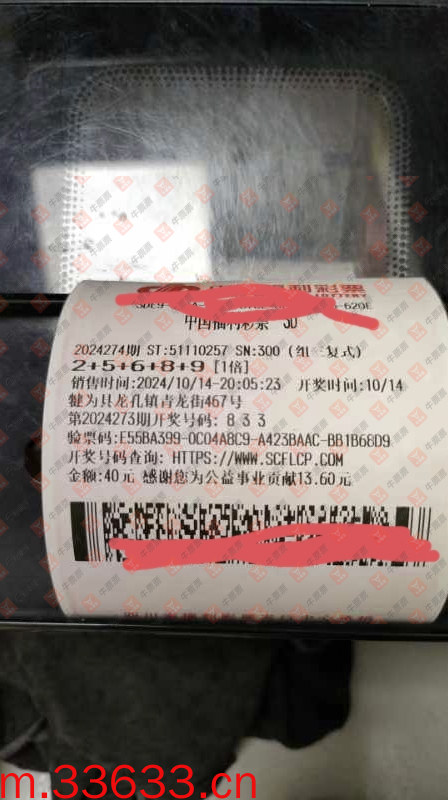 中国福利彩票 3D
2024274期 ST:51110257 SN:300 (组三复式)
2+5+6+8+9 [1倍]
销售时间:2024/10/14-20:05:23 开奖时间:10/14
犍为县龙孔镇青龙街467号
第2024273期开奖号码: 8 3 3
验票码:E55BA399-0C04A8C9-A423BAAC-BB1B68D9
开奖号码查询: HTTPS://WWW.SCFLCP.COM
金额:40元 感谢您为公益事业贡献13.60元
m.33633.cn